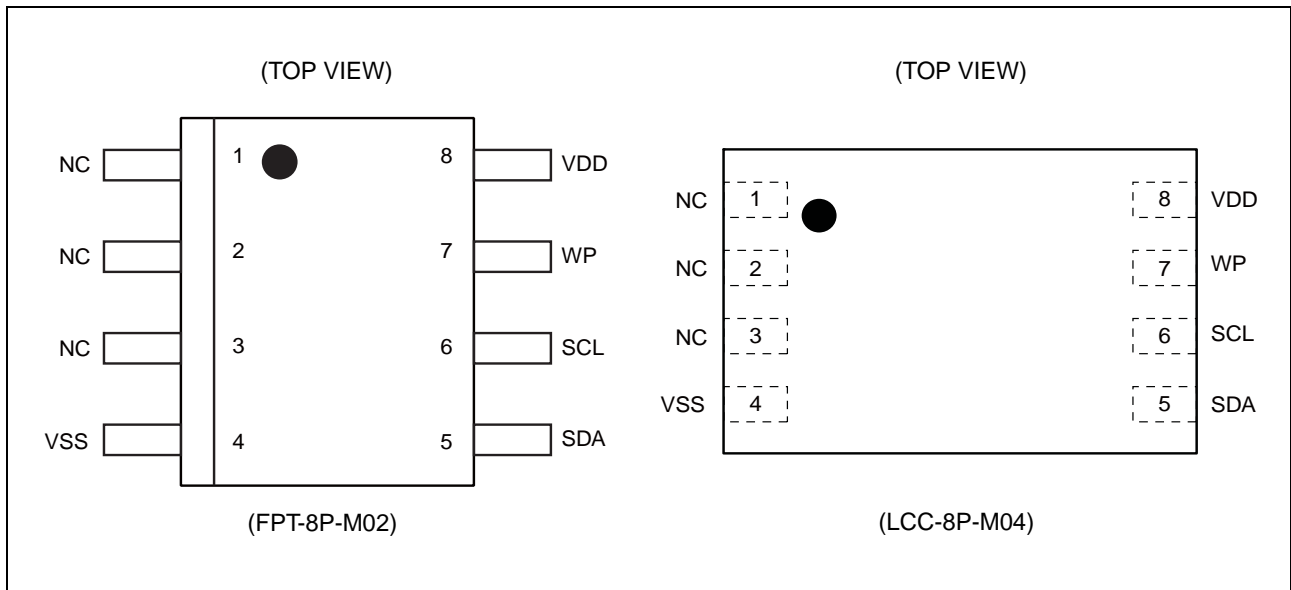 (TOP VIEW)
NC 1 8 VDD
NC 2 7 WP
NC 3 6 SCL
VSS 4 5 SDA
(FPT-8P-M02)
(TOP VIEW)
NC 1 8 VDD
NC 2 7 WP
NC 3 6 SCL
VSS 4 5 SDA
(LCC-8P-M04)